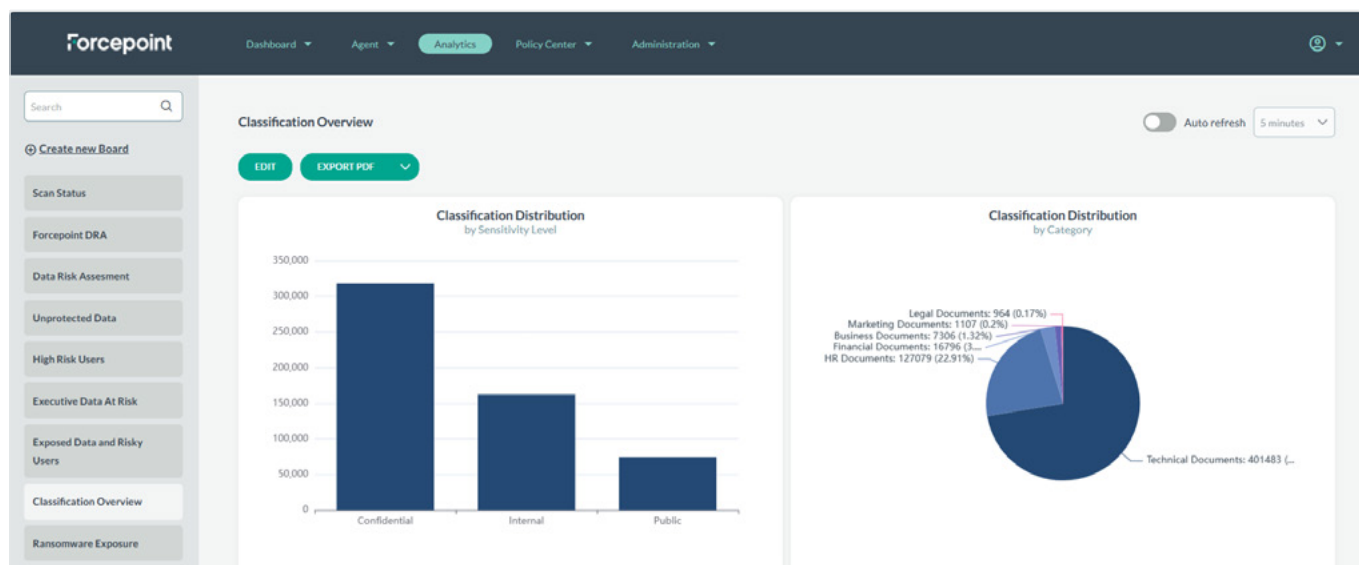 Forcepoint
Dashboard
Agent
Analytics
Policy Center
Administration
Search
Create new Board
Scan Status
Forcepoint DRA
Data Risk Assesment
Unprotected Data
High Risk Users
Executive Data At Risk
Exposed Data and Risky
Users
Classification Overview
Ransomware Exposure
Classification Overview
Auto refresh
5 minutes
EDIT
EXPORT PDF
Classification Distribution
by Sensitivity Level
350,000
300,000
250,000
200,000
150,000
100,000
50,000
0
Confidential
Internal
Public
Classification Distribution
by Category
Legal Documents: 964 (0.17%)
Marketing Documents: 1107 (0.2%)
Business Documents: 7306 (1.32%)
Financial Documents: 16796 (3....
HR Documents: 127079 (22.91%)
Technical Documents: 401483 (...